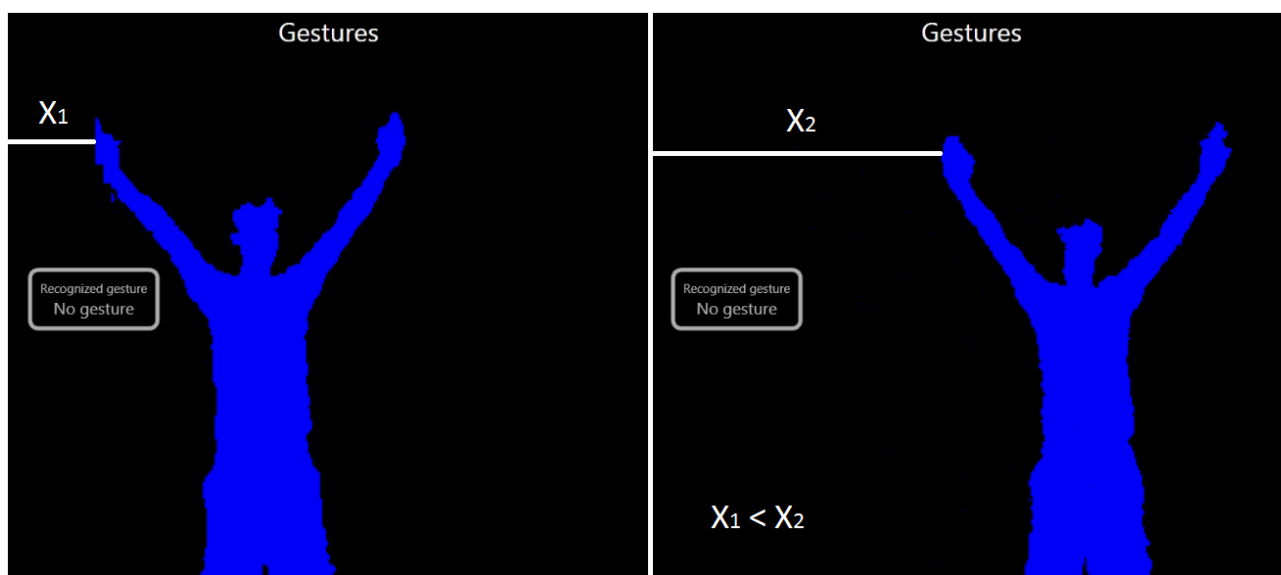 Gestures
X1
Recognized gesture
No gesture
Gestures
X2
Recognized gesture
No gesture
X1 < X2